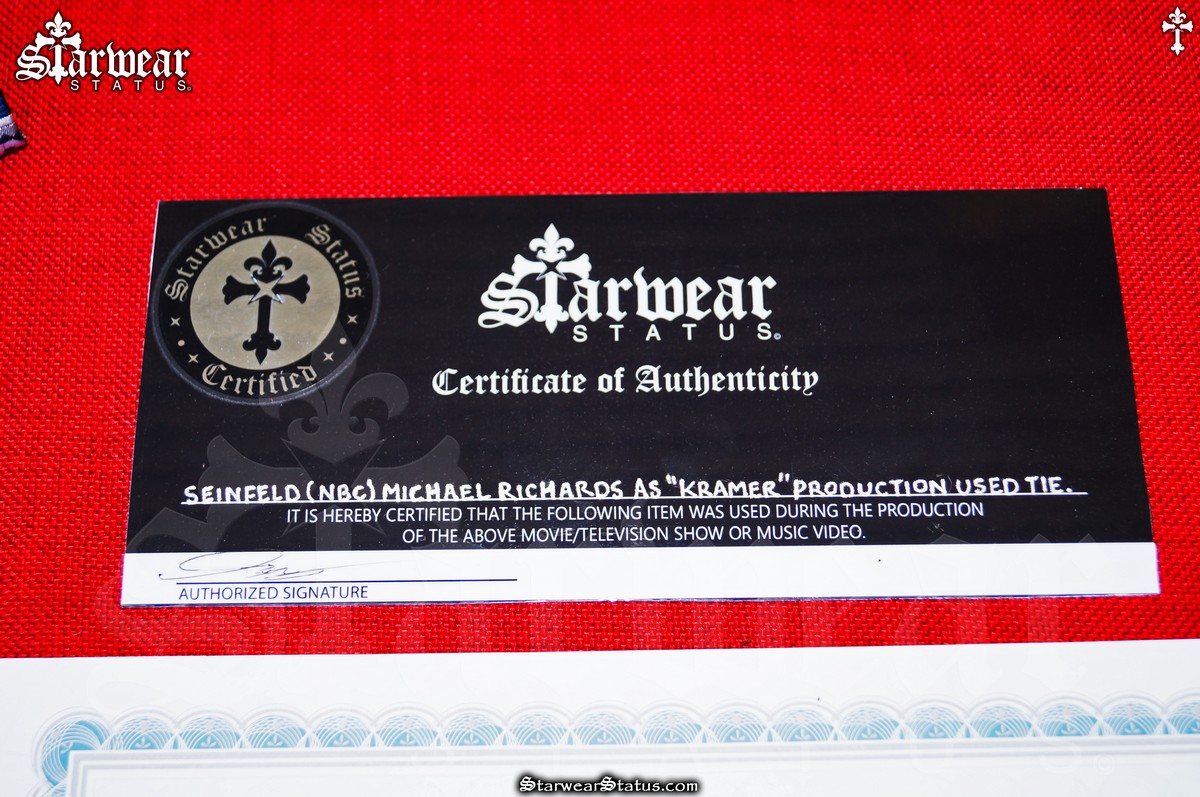 Starwear
STATUS
Starwear Status
Certified
Starwear
STATUS
Certificate of Authenticity
SEINFELD (NBC) MICHAEL RICHARDS AS "KRAMER" PRODUCTION USED TIE.
IT IS HEREBY CERTIFIED THAT THE FOLLOWING ITEM WAS USED DURING THE PRODUCTION
OF THE ABOVE MOVIE/TELEVISION SHOW OR MUSIC VIDEO.
AUTHORIZED SIGNATURE
StarwearStatus.com